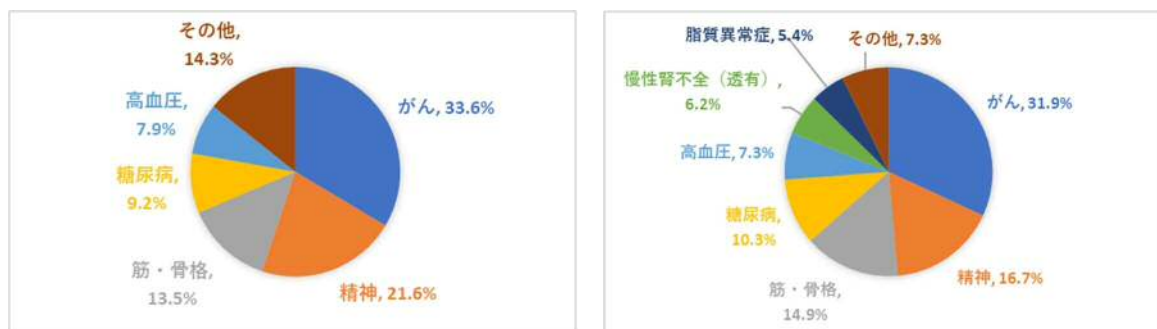 その他,
14.3%
高血圧,
7.9%
がん, 33.6%
糖尿病,
9.2%
筋・骨格,
13.5%
精神, 21.6%
脂質異常症, 5.4%
その他, 7.3%
慢性腎不全（透有）,
6.2%
がん, 31.9%
高血圧, 7.3%
糖尿病,
10.3%
筋・骨格,
14.9%
精神, 16.7%